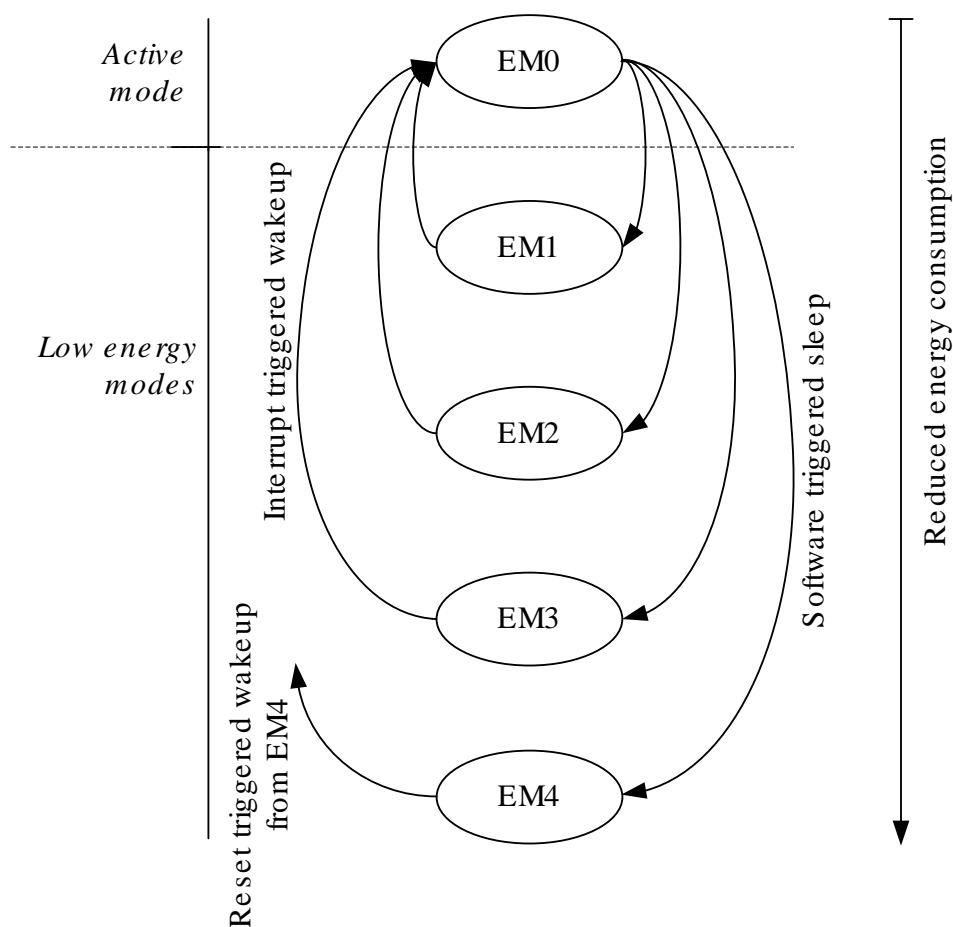 Active
mode
EM0
EM1
Low energy
modes
EM2
EM3
EM4
Interrupt triggered wakeup
Reset triggered wakeup
from EM4
Software triggered sleep
Reduced energy consumption